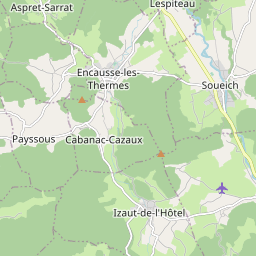 Lespiteau
Aspret-Sarrat
Encausse-les-
Thermes
Soueich
Payssous
Cabanac-Cazaux
Izaut-de-l'Hôtel